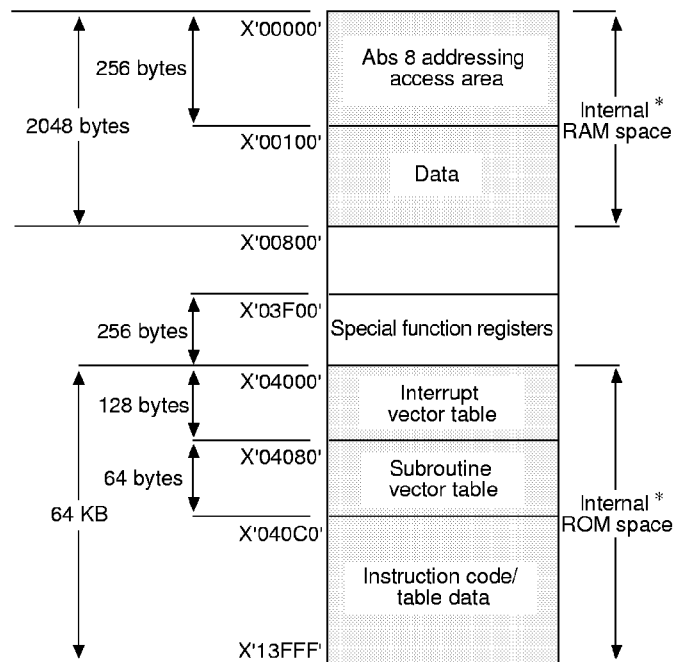 X'00000'
256 bytes
Abs 8 addressing
access area
2048 bytes
Internal *
RAM space
X'00100'
Data
X'00800'
X'03F00'
256 bytes
Special function registers
X'04000'
128 bytes
Interrupt
vector table
X'04080'
64 bytes
Subroutine
vector table
64 KB
Internal *
ROM space
X'040C0'
Instruction code/
table data
X'13FFF'